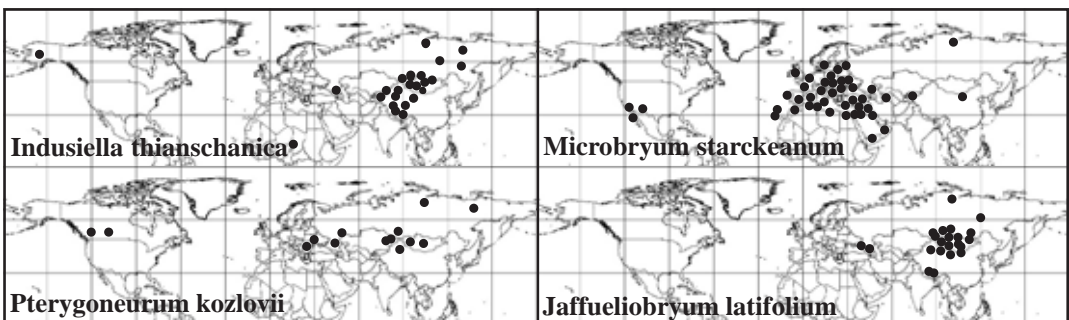 Indusiella thianschanica
Microbryum starckeanum
Pterygoneurum kozlovii
Jaffueliobryum latifolium